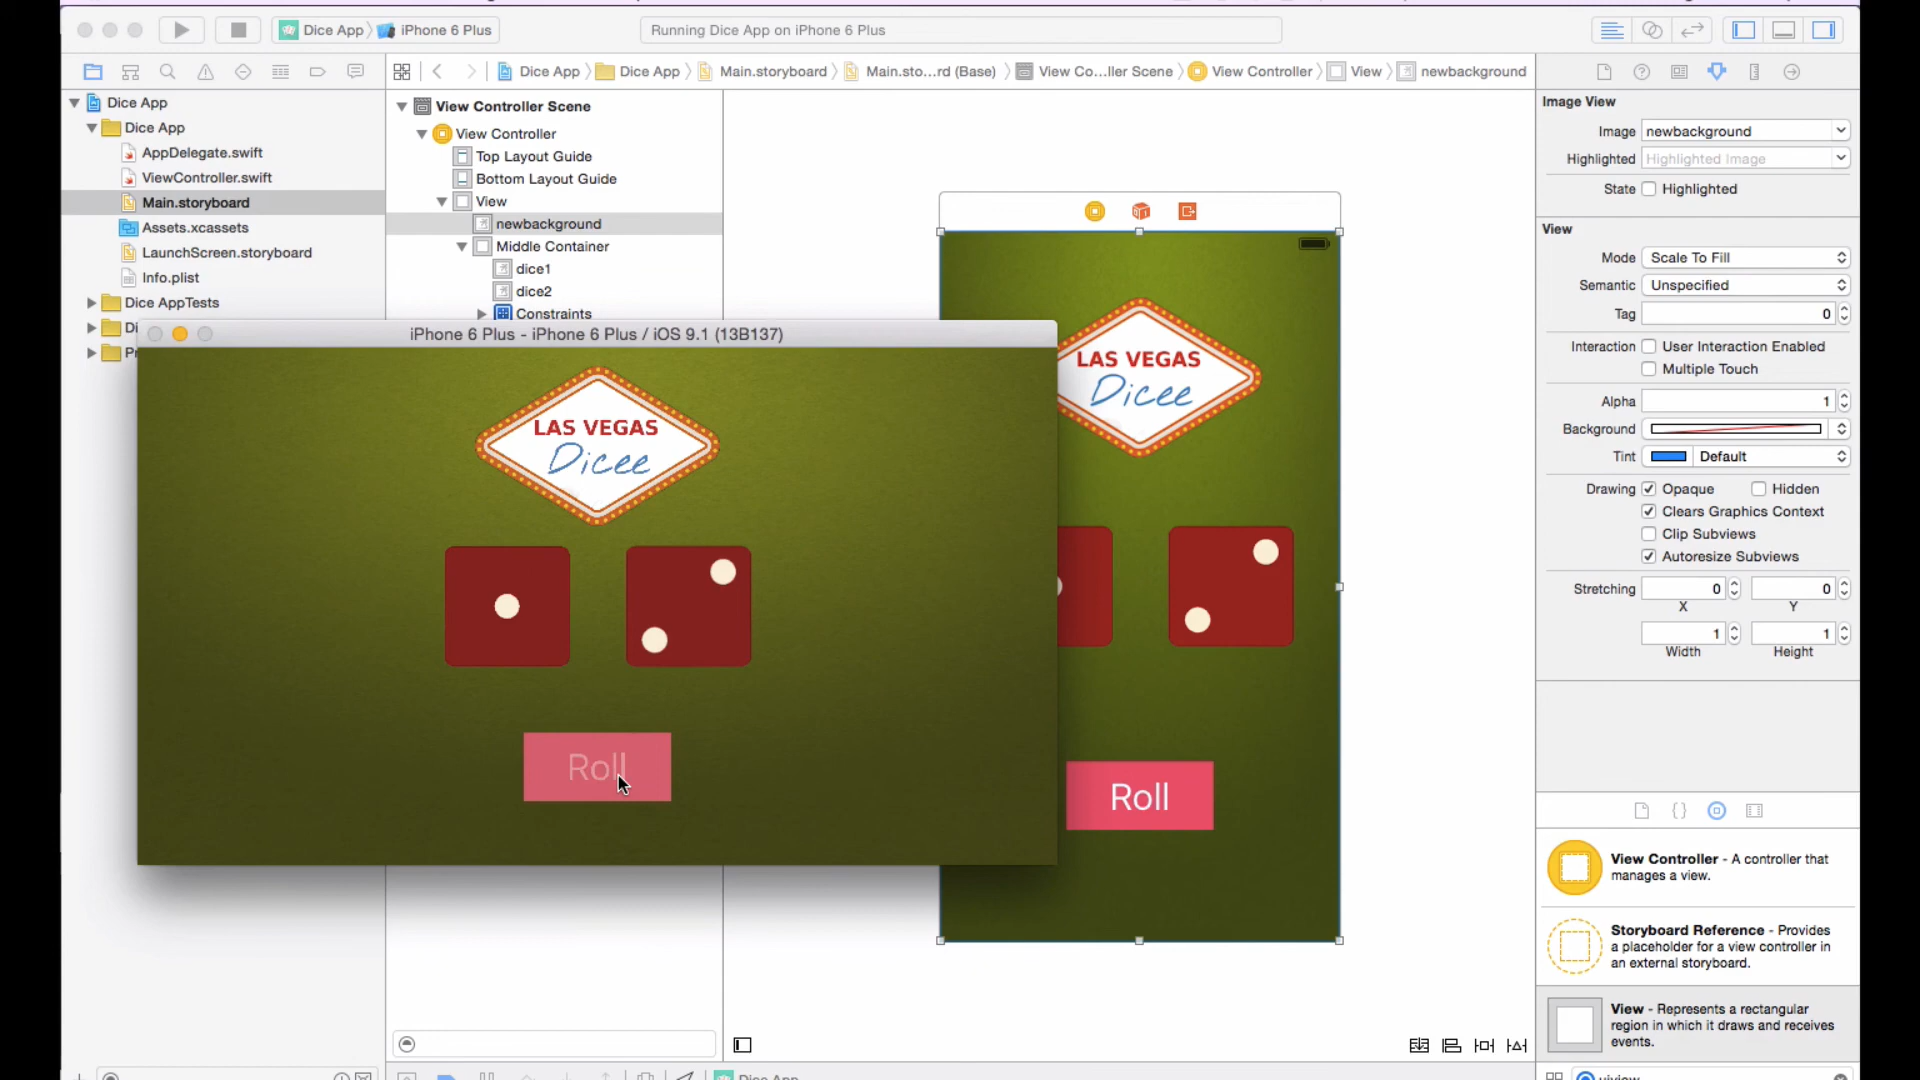 Dice App
iPhone 6 Plus
Running Dice App on iPhone 6 Plus
Dice App
Dice App
Main.storyboard
Main.sto...rd (Base)
View Co...ller Scene
View Controller
View
newbackground
Dice App
Dice App
AppDelegate.swift
ViewController.swift
Main.storyboard
Assets.xcassets
LaunchScreen.storyboard
Info.plist
Dice AppTests
Di
Pr
View Controller Scene
View Controller
Top Layout Guide
Bottom Layout Guide
View
newbackground
Middle Container
dice1
dice2
Constraints
iPhone 6 Plus - iPhone 6 Plus / iOS 9.1 (13B137)
LAS VEGAS
Dicee
Roll
LAS VEGAS
Dicee
Roll
Image View
Image newbackground
Highlighted Highlighted Image
State Highlighted
View
Mode Scale To Fill
Semantic Unspecified
Tag 0
Interaction User Interaction Enabled
Multiple Touch
Alpha 1
Background
Tint Default
Drawing Opaque Hidden
Clears Graphics Context
Clip Subviews
Autoresize Subviews
Stretching 0 0
X Y
1 1
Width Height
View Controller - A controller that
manages a view.
Storyboard Reference - Provides
a placeholder for a view controller in
an external storyboard.
View - Represents a rectangular
region in which it draws and receives
events.
Dice App
uiview